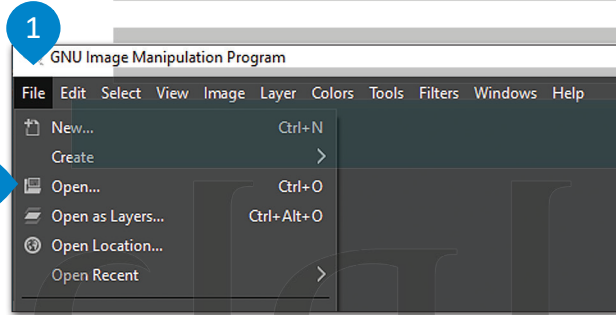 1
GNU Image Manipulation Program
File Edit Select View Image Layer Colors Tools Filters Windows Help
New... Ctrl+N
Create >
Open... Ctrl+O
Open as Layers... Ctrl+Alt+O
Open Location...
Open Recent >